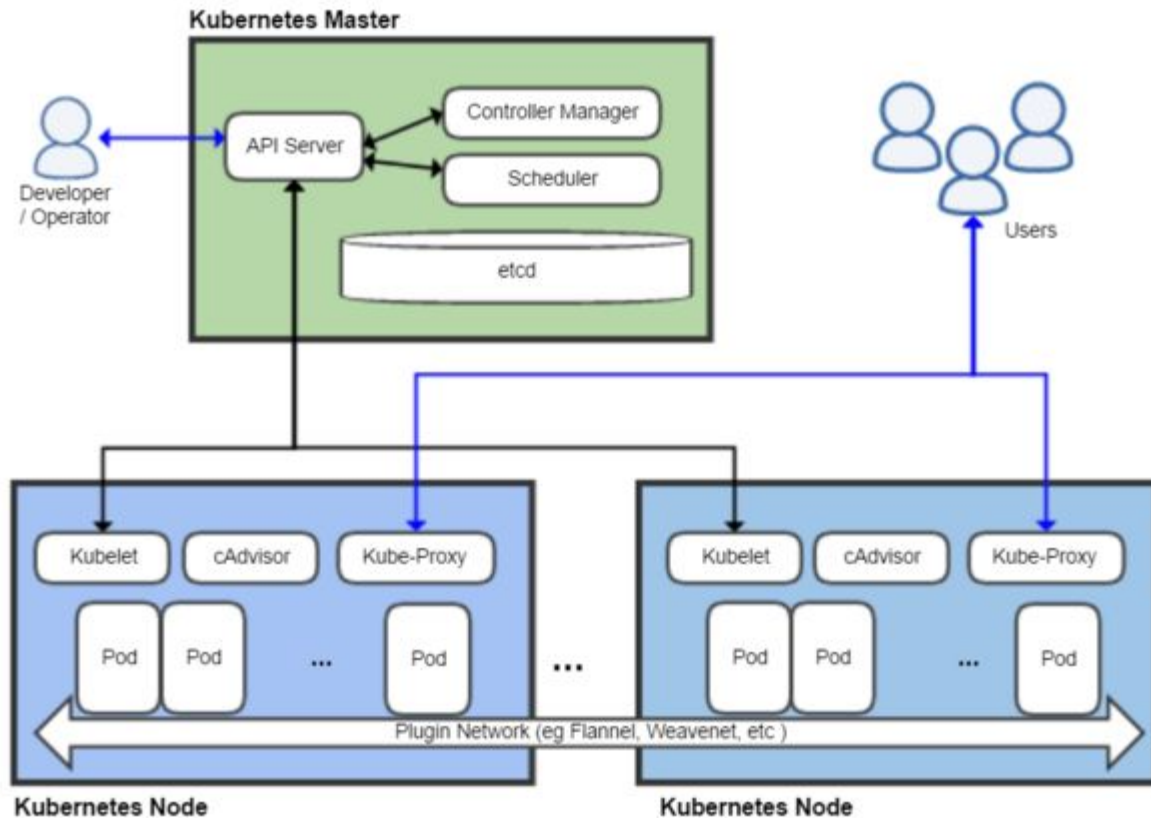 Kubernetes Master
Controller Manager
API Server
Scheduler
Developer
/ Operator
Users
etcd
Kubelet
cAdvisor
Kube-Proxy
Kubelet
cAdvisor
Kube-Proxy
Pod
Pod
...
Pod
...
Pod
Pod
...
Pod
Plugin Network (eg Flannel, Weavenet, etc )
Kubernetes Node
Kubernetes Node